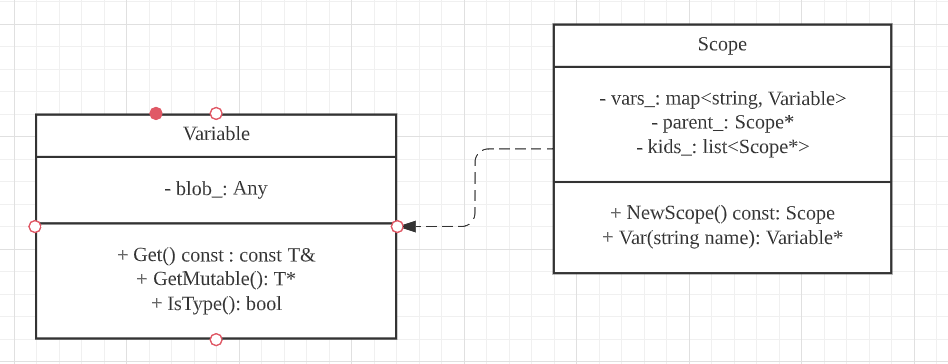 Variable
- blob_: Any
+ Get() const : const T&
+ GetMutable(): T*
+ IsType(): bool
Scope
- vars_: map<string, Variable>
- parent_: Scope*
- kids_: list<Scope*>
+ NewScope() const: Scope
+ Var(string name): Variable*